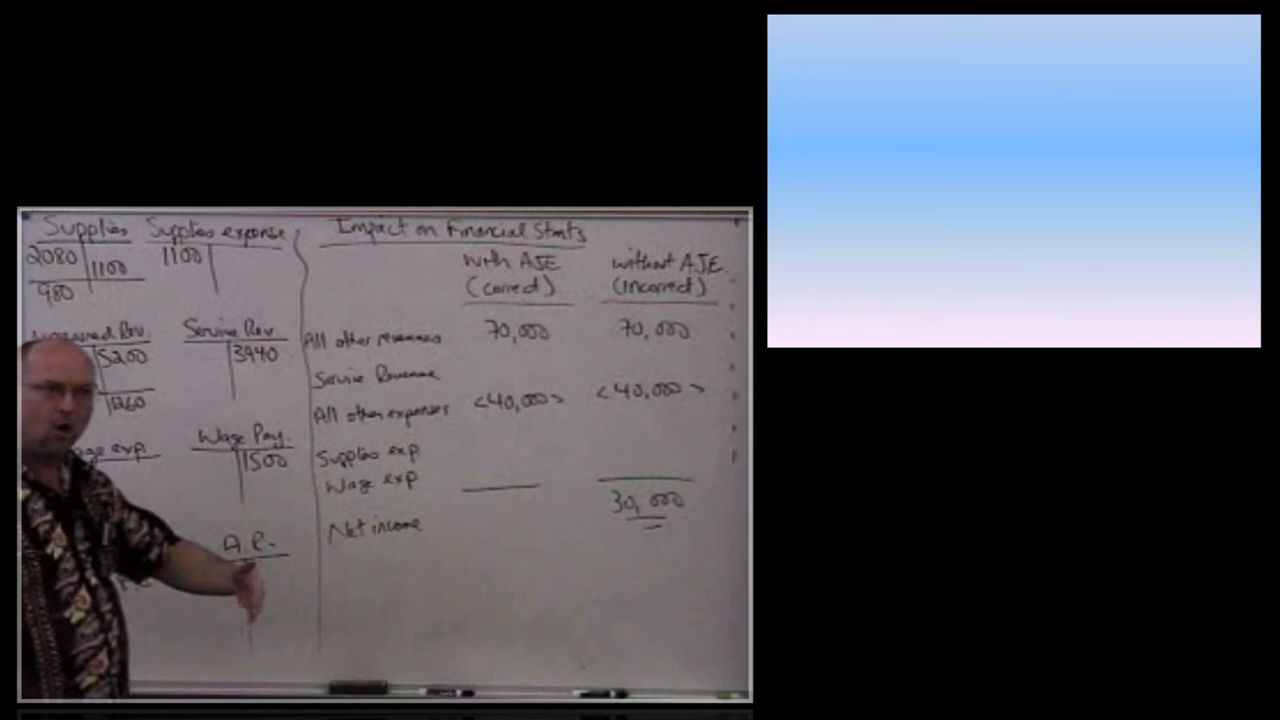 Supplies Supplies expense
2080 1100 1100
980
Service Rev.
5200 3940
1260
exp. Wage Pay.
1500
A.R.
Impact on Financial Stmts
with AJE without AJE
(correct) (incorrect)
All other revenues 70,000 70,000
Service Revenue
All other expenses <40,000> <40,000>
Supplies exp
Wage exp
30,000
Net income